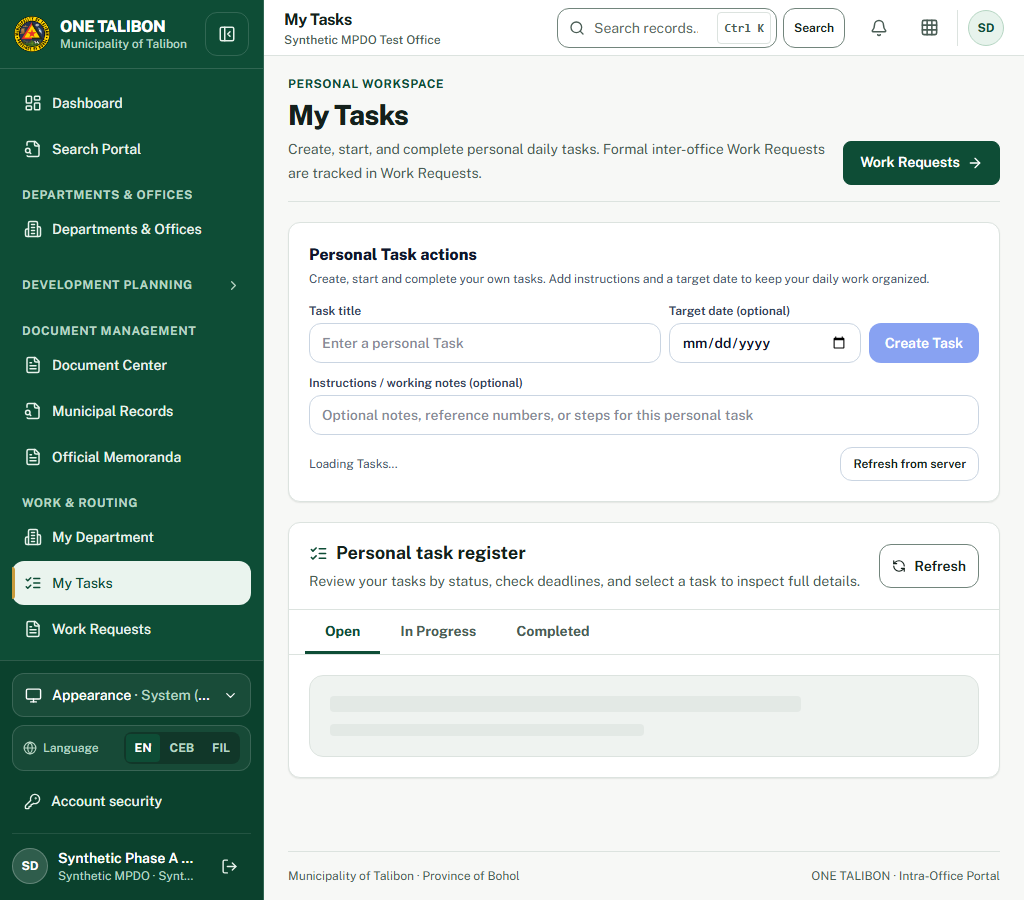 ONE TALIBON
Municipality of Talibon
Dashboard
Search Portal
DEPARTMENTS & OFFICES
Departments & Offices
DEVELOPMENT PLANNING
DOCUMENT MANAGEMENT
Document Center
Municipal Records
Official Memoranda
WORK & ROUTING
My Department
My Tasks
Work Requests
Appearance · System (...
Language EN CEB FIL
Account security
SD
Synthetic Phase A ...
Synthetic MPDO · Synt...
My Tasks
Synthetic MPDO Test Office
Search records.. Ctrl K Search SD
PERSONAL WORKSPACE
My Tasks
Create, start, and complete personal daily tasks. Formal inter-office Work Requests
are tracked in Work Requests.
Work Requests →
Personal Task actions
Create, start and complete your own tasks. Add instructions and a target date to keep your daily work organized.
Task title Target date (optional)
Enter a personal Task mm/dd/yyyy Create Task
Instructions / working notes (optional)
Optional notes, reference numbers, or steps for this personal task
Loading Tasks... Refresh from server
Personal task register
Review your tasks by status, check deadlines, and select a task to inspect full details.
Refresh
Open In Progress Completed
Municipality of Talibon · Province of Bohol ONE TALIBON · Intra-Office Portal